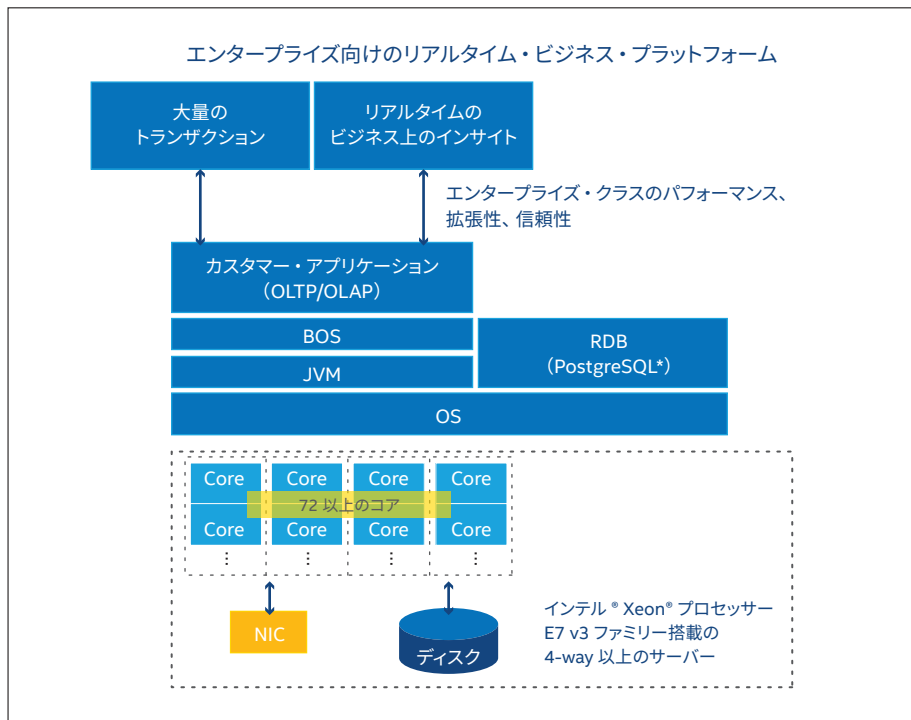 エンタープライズ向けのリアルタイム・ビジネス・プラットフォーム
大量の
トランザクション
リアルタイムの
ビジネス上のインサイト
エンタープライズ・クラスのパフォーマンス、
拡張性、信頼性
カスタマー・アプリケーション
(OLTP/OLAP)
BOS
JVM
RDB
(PostgreSQL*)
OS
Core Core Core Core
72 以上のコア
Core Core Core Core
⋮ ⋮ ⋮ ⋮
NIC
ディスク
インテル® Xeon® プロセッサー
E7 v3 ファミリー搭載の
4-way 以上のサーバー